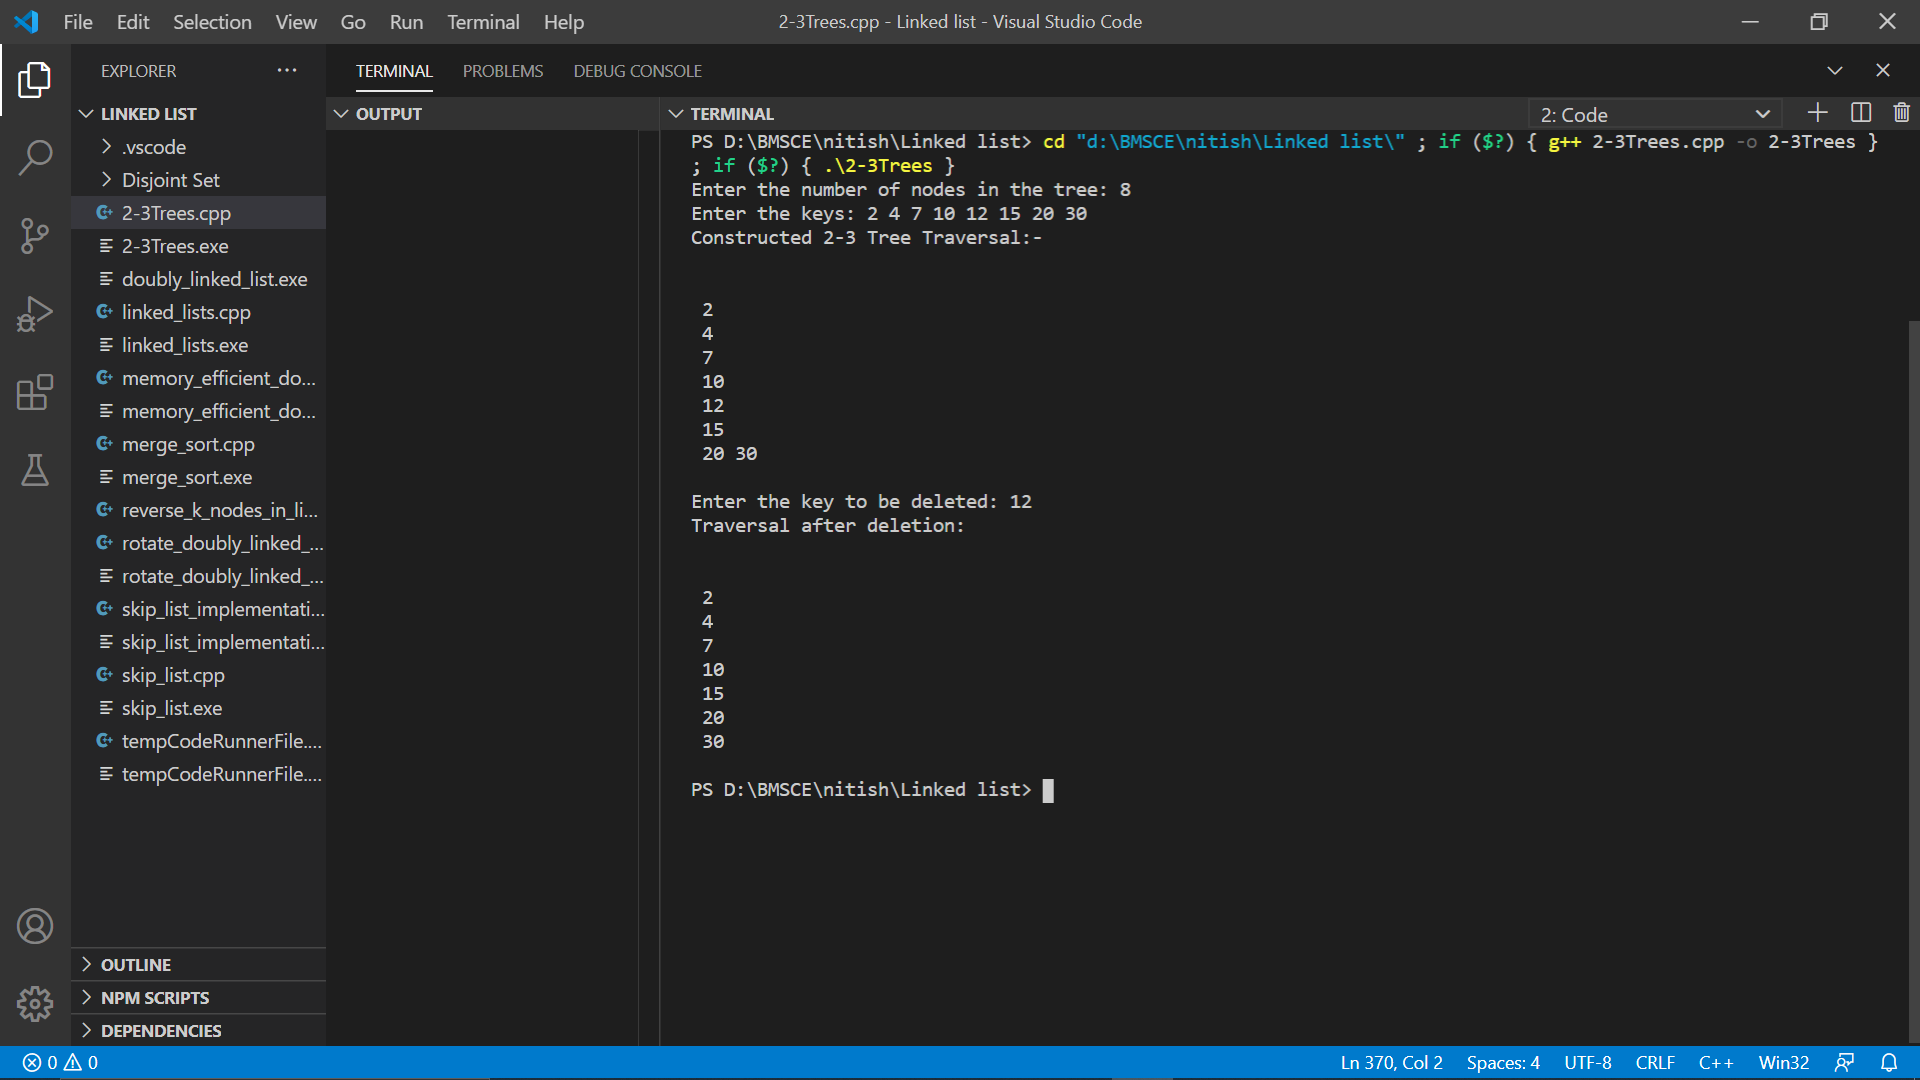 File Edit Selection View Go Run Terminal Help
2-3Trees.cpp - Linked list - Visual Studio Code
EXPLORER
LINKED LIST
.vscode
Disjoint Set
2-3Trees.cpp
2-3Trees.exe
doubly_linked_list.exe
linked_lists.cpp
linked_lists.exe
memory_efficient_do...
memory_efficient_do...
merge_sort.cpp
merge_sort.exe
reverse_k_nodes_in_li...
rotate_doubly_linked_...
rotate_doubly_linked_...
skip_list_implementati...
skip_list_implementati...
skip_list.cpp
skip_list.exe
tempCodeRunnerFile....
tempCodeRunnerFile....
OUTLINE
NPM SCRIPTS
DEPENDENCIES
TERMINAL PROBLEMS DEBUG CONSOLE
OUTPUT
TERMINAL
2: Code
PS D:\BMSCE\nitish\Linked list> cd "d:\BMSCE\nitish\Linked list\" ; if ($?) { g++ 2-3Trees.cpp -o 2-3Trees }
; if ($?) { .\2-3Trees }
Enter the number of nodes in the tree: 8
Enter the keys: 2 4 7 10 12 15 20 30
Constructed 2-3 Tree Traversal:-
2
4
7
10
12
15
20 30
Enter the key to be deleted: 12
Traversal after deletion:
2
4
7
10
15
20
30
PS D:\BMSCE\nitish\Linked list>
0 0
Ln 370, Col 2 Spaces: 4 UTF-8 CRLF C++ Win32